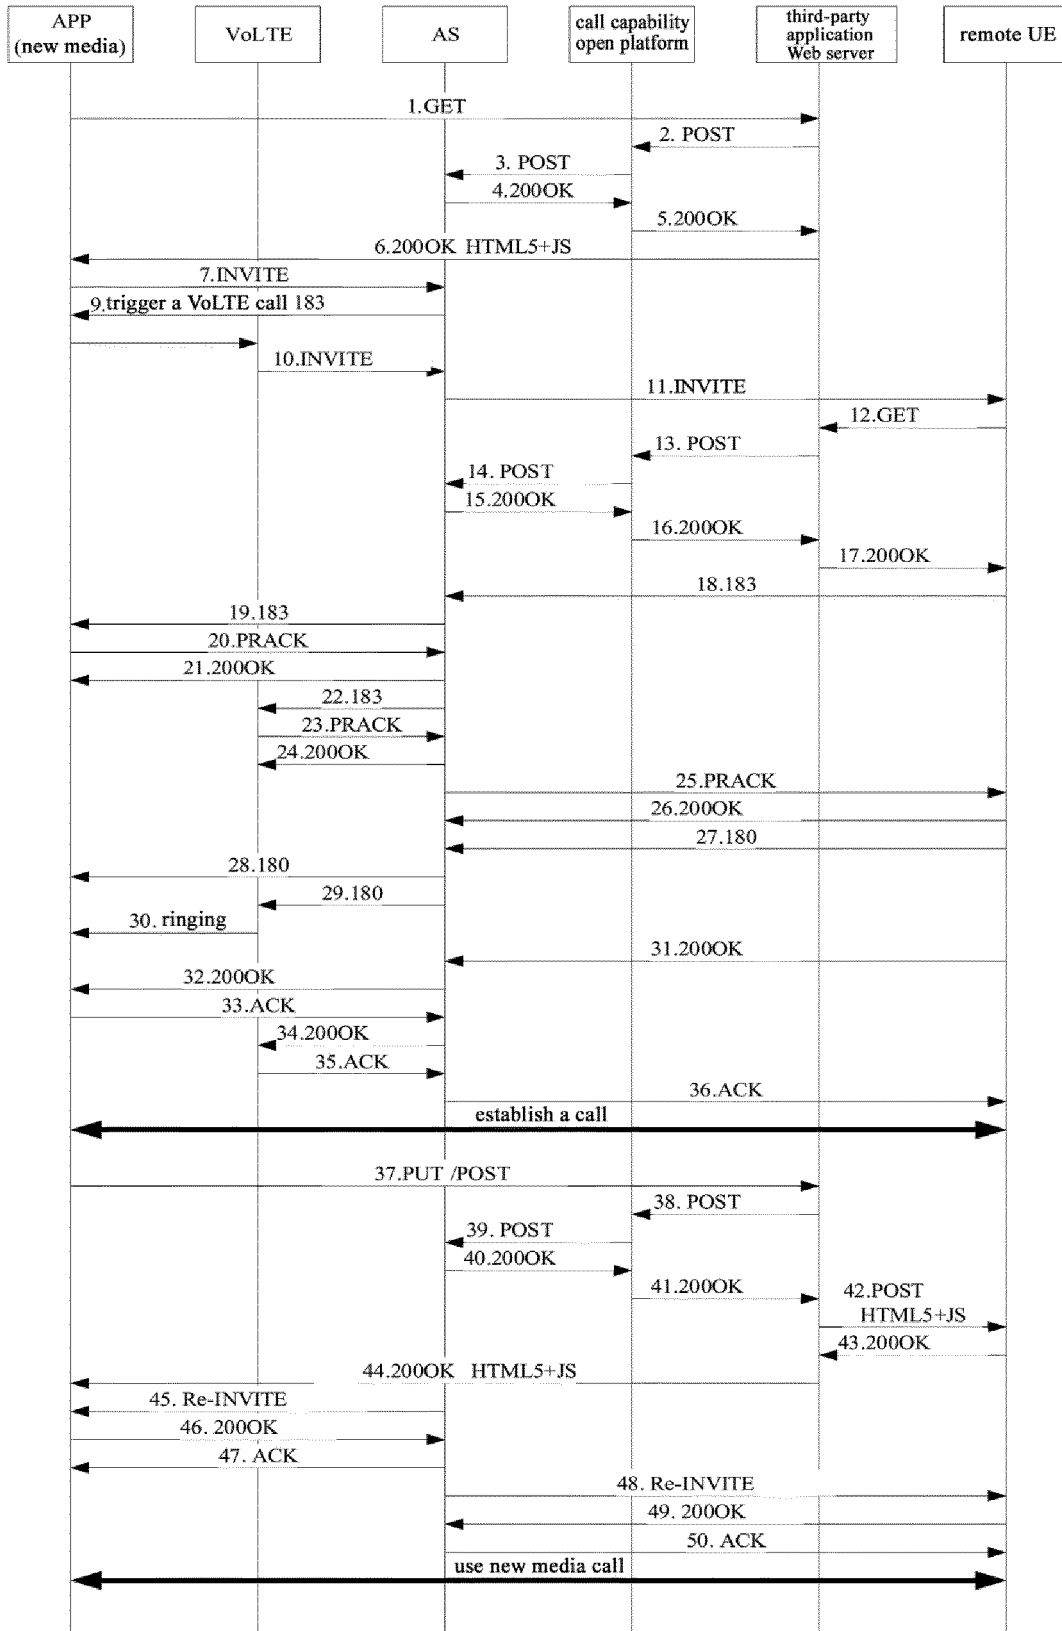 APP
(new media)
VoLTE
AS
call capability
open platform
third-party
application
Web server
remote UE
1.GET
2. POST
3. POST
4.200OK
5.200OK
6.200OK HTML5+JS
7.INVITE
9.trigger a VoLTE call 183
10.INVITE
11.INVITE
12.GET
13. POST
14. POST
15.200OK
16.200OK
17.200OK
18.183
19.183
20.PRACK
21.200OK
22.183
23.PRACK
24.200OK
25.PRACK
26.200OK
27.180
28.180
29.180
30. ringing
31.200OK
32.200OK
33.ACK
34.200OK
35.ACK
36.ACK
establish a call
37.PUT /POST
38. POST
39. POST
40.200OK
41.200OK
42.POST
HTML5+JS
43.200OK
44.200OK HTML5+JS
45. Re-INVITE
46. 200OK
47. ACK
48. Re-INVITE
49. 200OK
50. ACK
use new media call